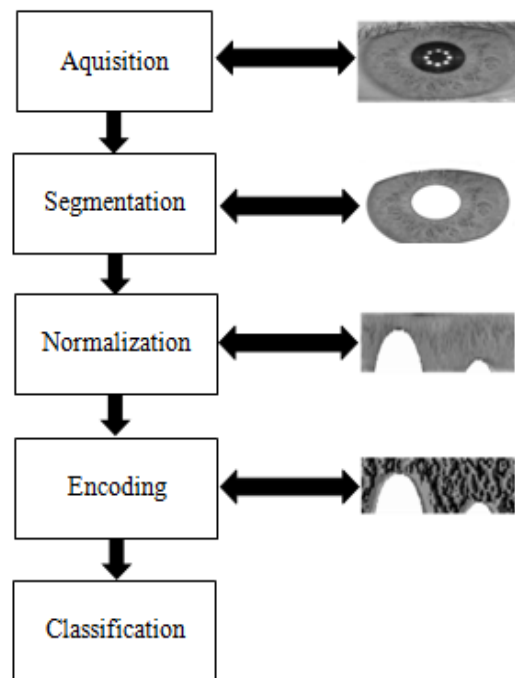 Aquisition
Segmentation
Normalization
Encoding
Classification